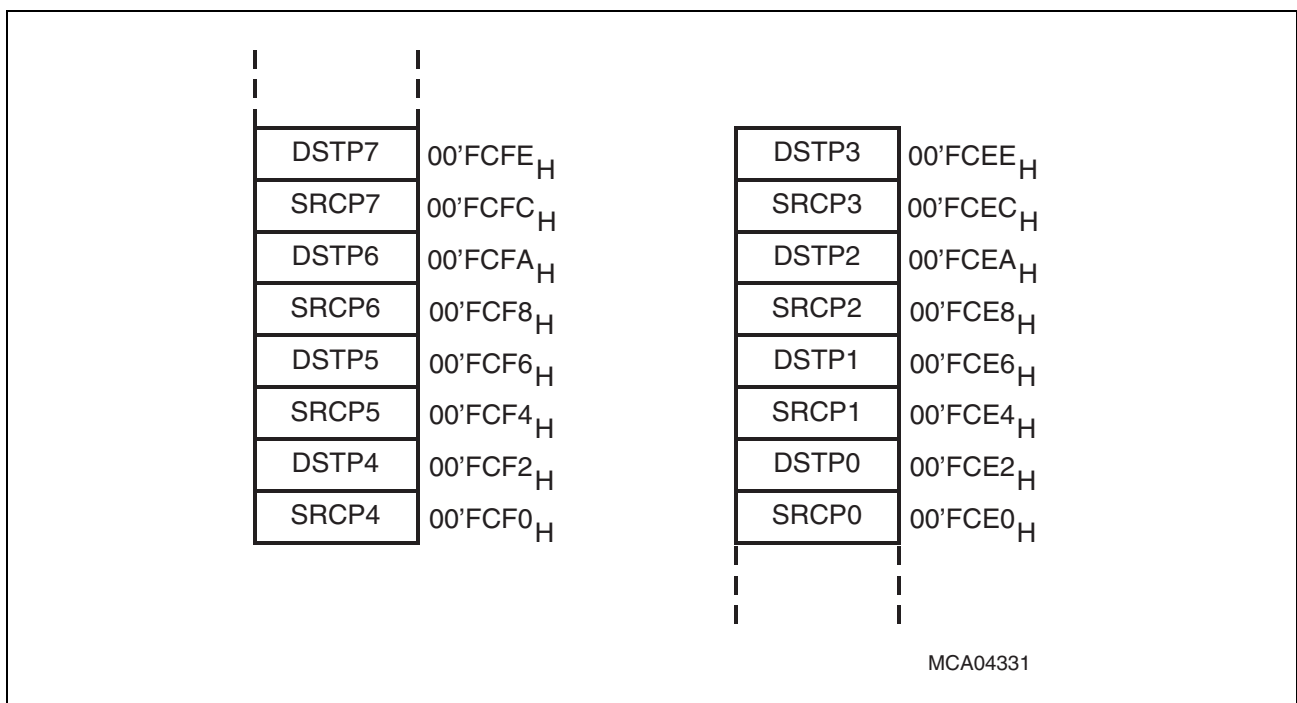 DSTP7 00’FCFEH
SRCP7 00’FCFCH
DSTP6 00’FCFAH
SRCP6 00’FCF8H
DSTP5 00’FCF6H
SRCP5 00’FCF4H
DSTP4 00’FCF2H
SRCP4 00’FCF0H
DSTP3 00’FCEEH
SRCP3 00’FCECH
DSTP2 00’FCEAH
SRCP2 00’FCE8H
DSTP1 00’FCE6H
SRCP1 00’FCE4H
DSTP0 00’FCE2H
SRCP0 00’FCE0H
MCA04331